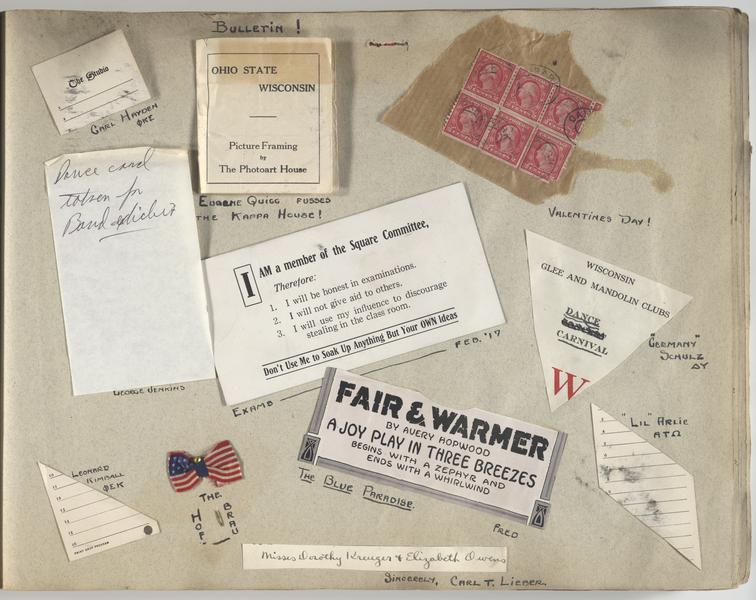 BULLETIN !
The Studio
CARL HAYDEN
ΦΚΕ
OHIO STATE
WISCONSIN
Picture Framing
by
The Photoart House
EUGENE QUIGG FUSSES
THE KAPPA HOUSE!
VALENTINES DAY!
Dance card
taken for
GEORGE JENKINS
I AM a member of the Square Committee,
Therefore:
1. I will be honest in examinations.
2. I will not give aid to others.
3. I will use my influence to discourage
stealing in the class room.
Don't Use Me to Soak Up Anything But Your OWN Ideas
EXAMS FEB. '17
WISCONSIN
GLEE AND MANDOLIN CLUBS
DANCE
CARNIVAL
W
"GERMANY"
SCHULZ
ΔΥ
FAIR & WARMER
BY AVERY HOPWOOD
A JOY PLAY IN THREE BREEZES
BEGINS WITH A ZEPHYR AND
ENDS WITH A WHIRLWIND
THE BLUE PARADISE.
FRED
"LIL" ARLIE
ΑΤΩ
LEONARD
KIMBALL
ΦΣΚ
THE
HOF
BRAU
Misses Dorothy Kreuger & Elizabeth Owens
SINCERELY, CARL T. LIEBER.